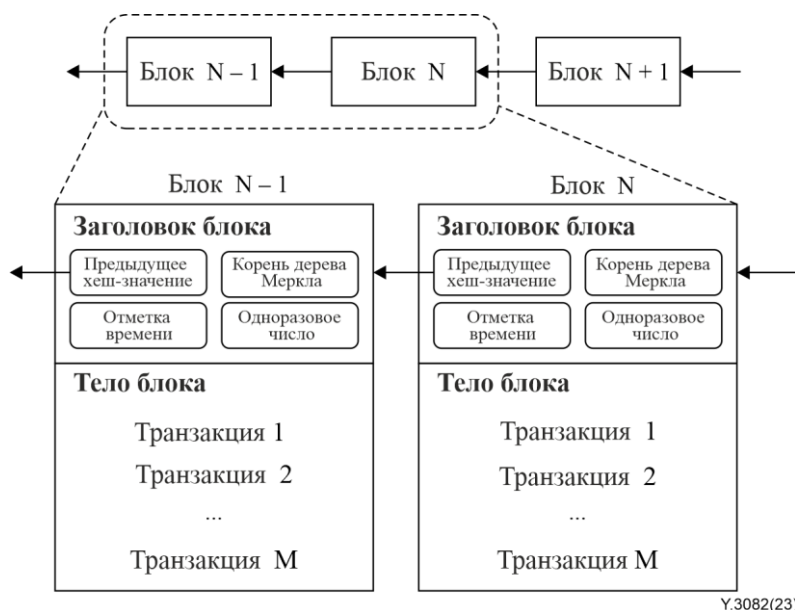 Блок N – 1
Блок N
Блок N + 1
Блок N – 1
Заголовок блока
Предыдущее
хеш-значение
Корень дерева
Меркла
Отметка
времени
Одноразовое
число
Тело блока
Транзакция 1
Транзакция 2
...
Транзакция M
Блок N
Заголовок блока
Предыдущее
хеш-значение
Корень дерева
Меркла
Отметка
времени
Одноразовое
число
Тело блока
Транзакция 1
Транзакция 2
...
Транзакция M
Y.3082(23)